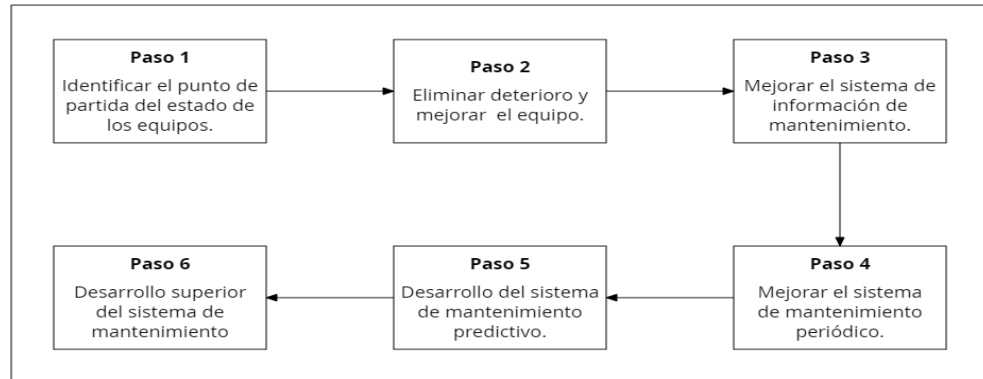 Paso 1
Identificar el punto de
partida del estado de
los equipos.
Paso 2
Eliminar deterioro y
mejorar el equipo.
Paso 3
Mejorar el sistema de
información de
mantenimiento.
Paso 4
Mejorar el sistema
de mantenimiento
periódico.
Paso 5
Desarrollo del sistema
de mantenimiento
predictivo.
Paso 6
Desarrollo superior
del sistema de
mantenimiento